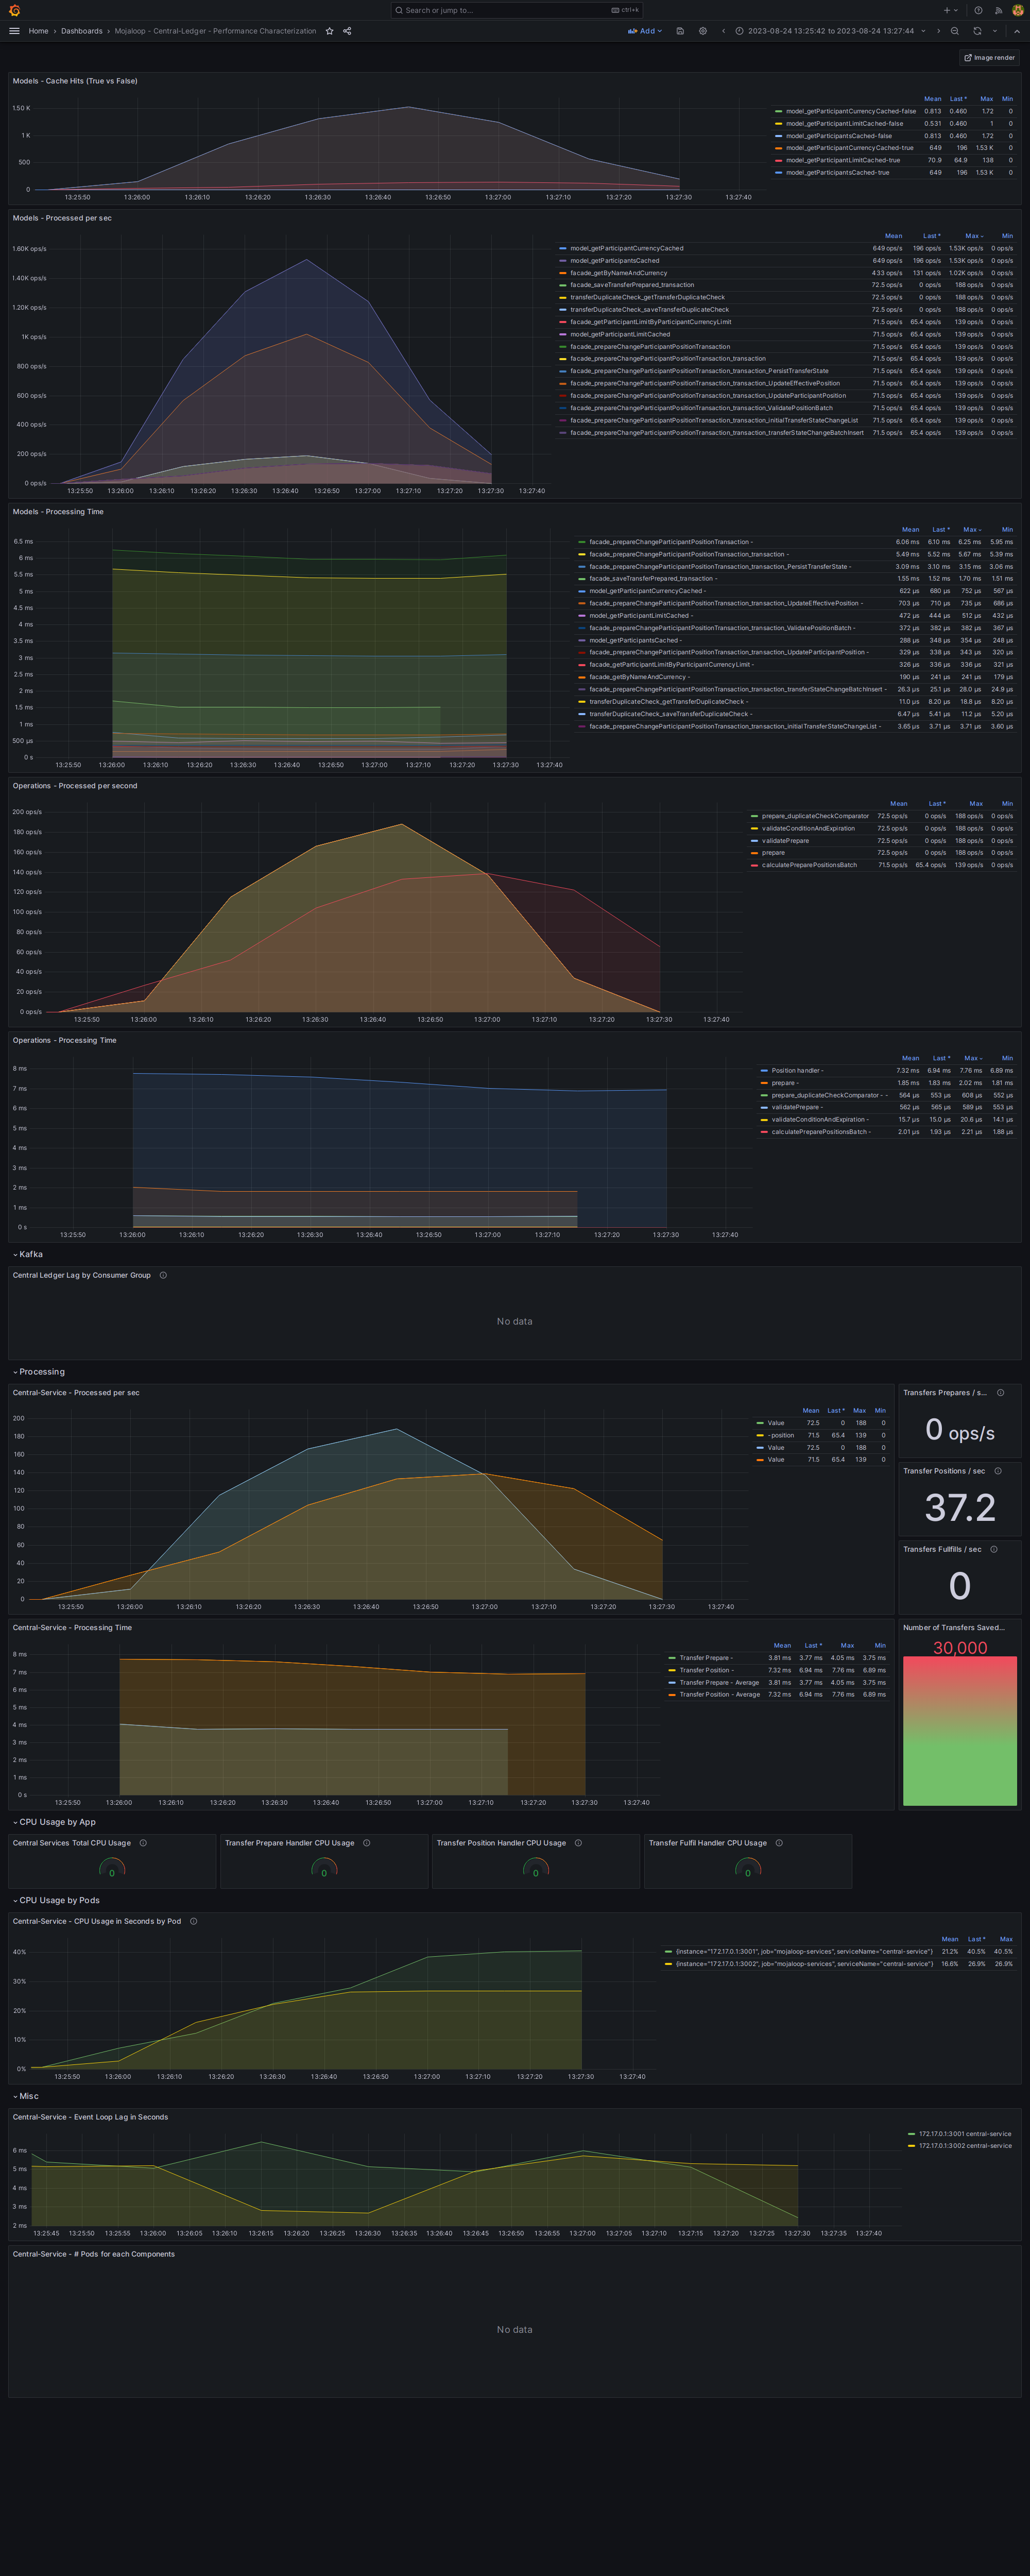 Search or jump to... ctrl+k
Home › Dashboards › Mojaloop - Central-Ledger - Performance Characterization
Add 2023-08-24 13:25:42 to 2023-08-24 13:27:44
Image render
Models - Cache Hits (True vs False)
1.50 K
1 K
500
0
13:25:50 13:26:00 13:26:10 13:26:20 13:26:30 13:26:40 13:26:50 13:27:00 13:27:10 13:27:20 13:27:30 13:27:40
Mean Last * Max Min
model_getParticipantCurrencyCached-false 0.813 0.460 1.72 0
model_getParticipantLimitCached-false 0.531 0.460 1 0
model_getParticipantsCached-false 0.813 0.460 1.72 0
model_getParticipantCurrencyCached-true 649 196 1.53 K 0
model_getParticipantLimitCached-true 70.9 64.9 138 0
model_getParticipantsCached-true 649 196 1.53 K 0
Models - Processed per sec
1.60K ops/s
1.40K ops/s
1.20K ops/s
1K ops/s
800 ops/s
600 ops/s
400 ops/s
200 ops/s
0 ops/s
13:25:50 13:26:00 13:26:10 13:26:20 13:26:30 13:26:40 13:26:50 13:27:00 13:27:10 13:27:20 13:27:30 13:27:40
Mean Last * Max Min
model_getParticipantCurrencyCached 649 ops/s 196 ops/s 1.53K ops/s 0 ops/s
model_getParticipantsCached 649 ops/s 196 ops/s 1.53K ops/s 0 ops/s
facade_getByNameAndCurrency 433 ops/s 131 ops/s 1.02K ops/s 0 ops/s
facade_saveTransferPrepared_transaction 72.5 ops/s 0 ops/s 188 ops/s 0 ops/s
transferDuplicateCheck_getTransferDuplicateCheck 72.5 ops/s 0 ops/s 188 ops/s 0 ops/s
transferDuplicateCheck_saveTransferDuplicateCheck 72.5 ops/s 0 ops/s 188 ops/s 0 ops/s
facade_getParticipantLimitByParticipantCurrencyLimit 71.5 ops/s 65.4 ops/s 139 ops/s 0 ops/s
model_getParticipantLimitCached 71.5 ops/s 65.4 ops/s 139 ops/s 0 ops/s
facade_prepareChangeParticipantPositionTransaction 71.5 ops/s 65.4 ops/s 139 ops/s 0 ops/s
facade_prepareChangeParticipantPositionTransaction_transaction 71.5 ops/s 65.4 ops/s 139 ops/s 0 ops/s
facade_prepareChangeParticipantPositionTransaction_transaction_PersistTransferState 71.5 ops/s 65.4 ops/s 139 ops/s 0 ops/s
facade_prepareChangeParticipantPositionTransaction_transaction_UpdateEffectivePosition 71.5 ops/s 65.4 ops/s 139 ops/s 0 ops/s
facade_prepareChangeParticipantPositionTransaction_transaction_UpdateParticipantPosition 71.5 ops/s 65.4 ops/s 139 ops/s 0 ops/s
facade_prepareChangeParticipantPositionTransaction_transaction_ValidatePositionBatch 71.5 ops/s 65.4 ops/s 139 ops/s 0 ops/s
facade_prepareChangeParticipantPositionTransaction_transaction_initialTransferStateChangeList 71.5 ops/s 65.4 ops/s 139 ops/s 0 ops/s
facade_prepareChangeParticipantPositionTransaction_transaction_transferStateChangeBatchInsert 71.5 ops/s 65.4 ops/s 139 ops/s 0 ops/s
Models - Processing Time
6.5 ms
6 ms
5.5 ms
5 ms
4.5 ms
4 ms
3.5 ms
3 ms
2.5 ms
2 ms
1.5 ms
1 ms
500 µs
0 s
13:25:50 13:26:00 13:26:10 13:26:20 13:26:30 13:26:40 13:26:50 13:27:00 13:27:10 13:27:20 13:27:30 13:27:40
Mean Last * Max Min
facade_prepareChangeParticipantPositionTransaction - 6.06 ms 6.10 ms 6.25 ms 5.95 ms
facade_prepareChangeParticipantPositionTransaction_transaction - 5.49 ms 5.52 ms 5.67 ms 5.39 ms
facade_prepareChangeParticipantPositionTransaction_transaction_PersistTransferState - 3.09 ms 3.10 ms 3.15 ms 3.06 ms
facade_saveTransferPrepared_transaction - 1.55 ms 1.52 ms 1.70 ms 1.51 ms
model_getParticipantCurrencyCached - 622 µs 680 µs 752 µs 567 µs
facade_prepareChangeParticipantPositionTransaction_transaction_UpdateEffectivePosition - 703 µs 710 µs 735 µs 686 µs
model_getParticipantLimitCached - 472 µs 444 µs 512 µs 432 µs
facade_prepareChangeParticipantPositionTransaction_transaction_ValidatePositionBatch - 372 µs 382 µs 382 µs 367 µs
model_getParticipantsCached - 288 µs 348 µs 354 µs 248 µs
facade_prepareChangeParticipantPositionTransaction_transaction_UpdateParticipantPosition - 329 µs 338 µs 343 µs 320 µs
facade_getParticipantLimitByParticipantCurrencyLimit - 326 µs 336 µs 336 µs 321 µs
facade_getByNameAndCurrency - 190 µs 241 µs 241 µs 179 µs
facade_prepareChangeParticipantPositionTransaction_transaction_transferStateChangeBatchInsert - 26.3 µs 25.1 µs 28.0 µs 24.9 µs
transferDuplicateCheck_getTransferDuplicateCheck - 11.0 µs 8.20 µs 18.8 µs 8.20 µs
transferDuplicateCheck_saveTransferDuplicateCheck - 6.47 µs 5.41 µs 11.2 µs 5.20 µs
facade_prepareChangeParticipantPositionTransaction_transaction_initialTransferStateChangeList - 3.65 µs 3.71 µs 3.71 µs 3.60 µs
Operations - Processed per second
200 ops/s
180 ops/s
160 ops/s
140 ops/s
120 ops/s
100 ops/s
80 ops/s
60 ops/s
40 ops/s
20 ops/s
0 ops/s
13:25:50 13:26:00 13:26:10 13:26:20 13:26:30 13:26:40 13:26:50 13:27:00 13:27:10 13:27:20 13:27:30 13:27:40
Mean Last * Max Min
prepare_duplicateCheckComparator 72.5 ops/s 0 ops/s 188 ops/s 0 ops/s
validateConditionAndExpiration 72.5 ops/s 0 ops/s 188 ops/s 0 ops/s
validatePrepare 72.5 ops/s 0 ops/s 188 ops/s 0 ops/s
prepare 72.5 ops/s 0 ops/s 188 ops/s 0 ops/s
calculatePreparePositionsBatch 71.5 ops/s 65.4 ops/s 139 ops/s 0 ops/s
Operations - Processing Time
8 ms
7 ms
6 ms
5 ms
4 ms
3 ms
2 ms
1 ms
0 s
13:25:50 13:26:00 13:26:10 13:26:20 13:26:30 13:26:40 13:26:50 13:27:00 13:27:10 13:27:20 13:27:30 13:27:40
Mean Last * Max Min
Position handler - 7.32 ms 6.94 ms 7.76 ms 6.89 ms
prepare - 1.85 ms 1.83 ms 2.02 ms 1.81 ms
prepare_duplicateCheckComparator - - 564 µs 553 µs 608 µs 552 µs
validatePrepare - 562 µs 565 µs 589 µs 553 µs
validateConditionAndExpiration - 15.7 µs 15.0 µs 20.6 µs 14.1 µs
calculatePreparePositionsBatch - 2.01 µs 1.93 µs 2.21 µs 1.88 µs
Kafka
Central Ledger Lag by Consumer Group
No data
Processing
Central-Service - Processed per sec
200
180
160
140
120
100
80
60
40
20
0
13:25:50 13:26:00 13:26:10 13:26:20 13:26:30 13:26:40 13:26:50 13:27:00 13:27:10 13:27:20 13:27:30 13:27:40
Mean Last * Max Min
Value 72.5 0 188 0
-position 71.5 65.4 139 0
Value 72.5 0 188 0
Value 71.5 65.4 139 0
Transfers Prepares / s...
0 ops/s
Transfer Positions / sec
37.2
Transfers Fullfills / sec
0
Central-Service - Processing Time
8 ms
7 ms
6 ms
5 ms
4 ms
3 ms
2 ms
1 ms
0 s
13:25:50 13:26:00 13:26:10 13:26:20 13:26:30 13:26:40 13:26:50 13:27:00 13:27:10 13:27:20 13:27:30 13:27:40
Mean Last * Max Min
Transfer Prepare - 3.81 ms 3.77 ms 4.05 ms 3.75 ms
Transfer Position - 7.32 ms 6.94 ms 7.76 ms 6.89 ms
Transfer Prepare - Average 3.81 ms 3.77 ms 4.05 ms 3.75 ms
Transfer Position - Average 7.32 ms 6.94 ms 7.76 ms 6.89 ms
Number of Transfers Saved...
30,000
CPU Usage by App
Central Services Total CPU Usage
0
Transfer Prepare Handler CPU Usage
0
Transfer Position Handler CPU Usage
0
Transfer Fulfil Handler CPU Usage
0
CPU Usage by Pods
Central-Service - CPU Usage in Seconds by Pod
40%
30%
20%
10%
0%
13:25:50 13:26:00 13:26:10 13:26:20 13:26:30 13:26:40 13:26:50 13:27:00 13:27:10 13:27:20 13:27:30 13:27:40
Mean Last * Max
{instance="172.17.0.1:3001", job="mojaloop-services", serviceName="central-service"} 21.2% 40.5% 40.5%
{instance="172.17.0.1:3002", job="mojaloop-services", serviceName="central-service"} 16.6% 26.9% 26.9%
Misc
Central-Service - Event Loop Lag in Seconds
6 ms
5 ms
4 ms
3 ms
2 ms
13:25:45 13:25:50 13:25:55 13:26:00 13:26:05 13:26:10 13:26:15 13:26:20 13:26:25 13:26:30 13:26:35 13:26:40 13:26:45 13:26:50 13:26:55 13:27:00 13:27:05 13:27:10 13:27:15 13:27:20 13:27:25 13:27:30 13:27:35 13:27:40
172.17.0.1:3001 central-service
172.17.0.1:3002 central-service
Central-Service - # Pods for each Components
No data